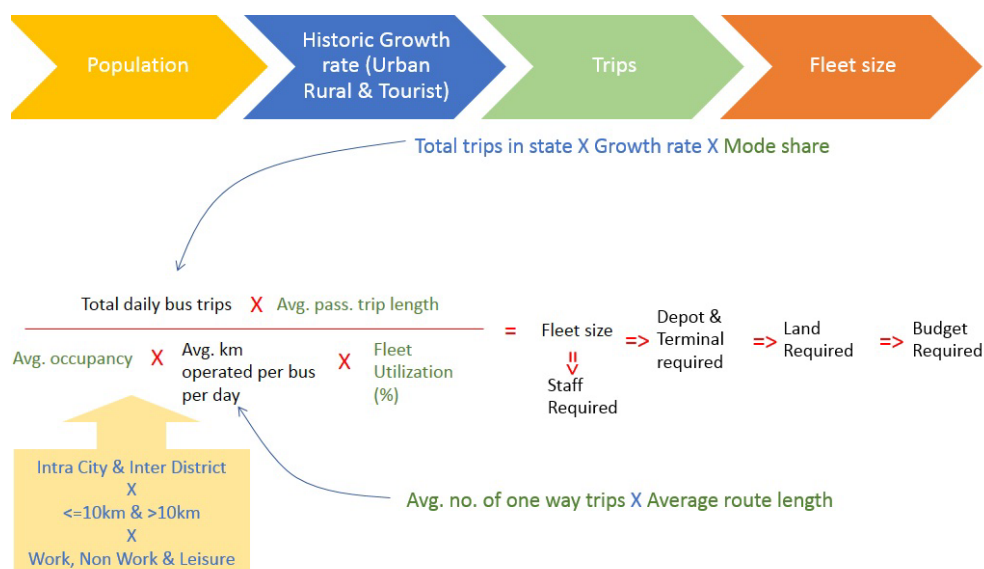 Population
Historic Growth
rate (Urban
Rural & Tourist)
Trips
Fleet size
Total trips in state X Growth rate X Mode share
Total daily bus trips X Avg. pass. trip length
Avg. occupancy X Avg. km
operated per bus
per day X Fleet
Utilization
(%)
= Fleet size => Depot &
Terminal
required => Land
Required => Budget
Required
=>
Staff
Required
Intra City & Inter District
X
<=10km & >10km
X
Work, Non Work & Leisure
Avg. no. of one way trips X Average route length